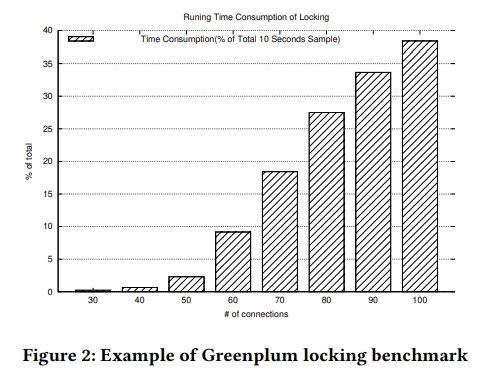 Runing Time Consumption of Locking
Time Consumption(% of Total 10 Seconds Sample)
40
35
30
25
20
15
10
5
0
% of total
30 40 50 60 70 80 90 100
# of connections
Figure 2: Example of Greenplum locking benchmark